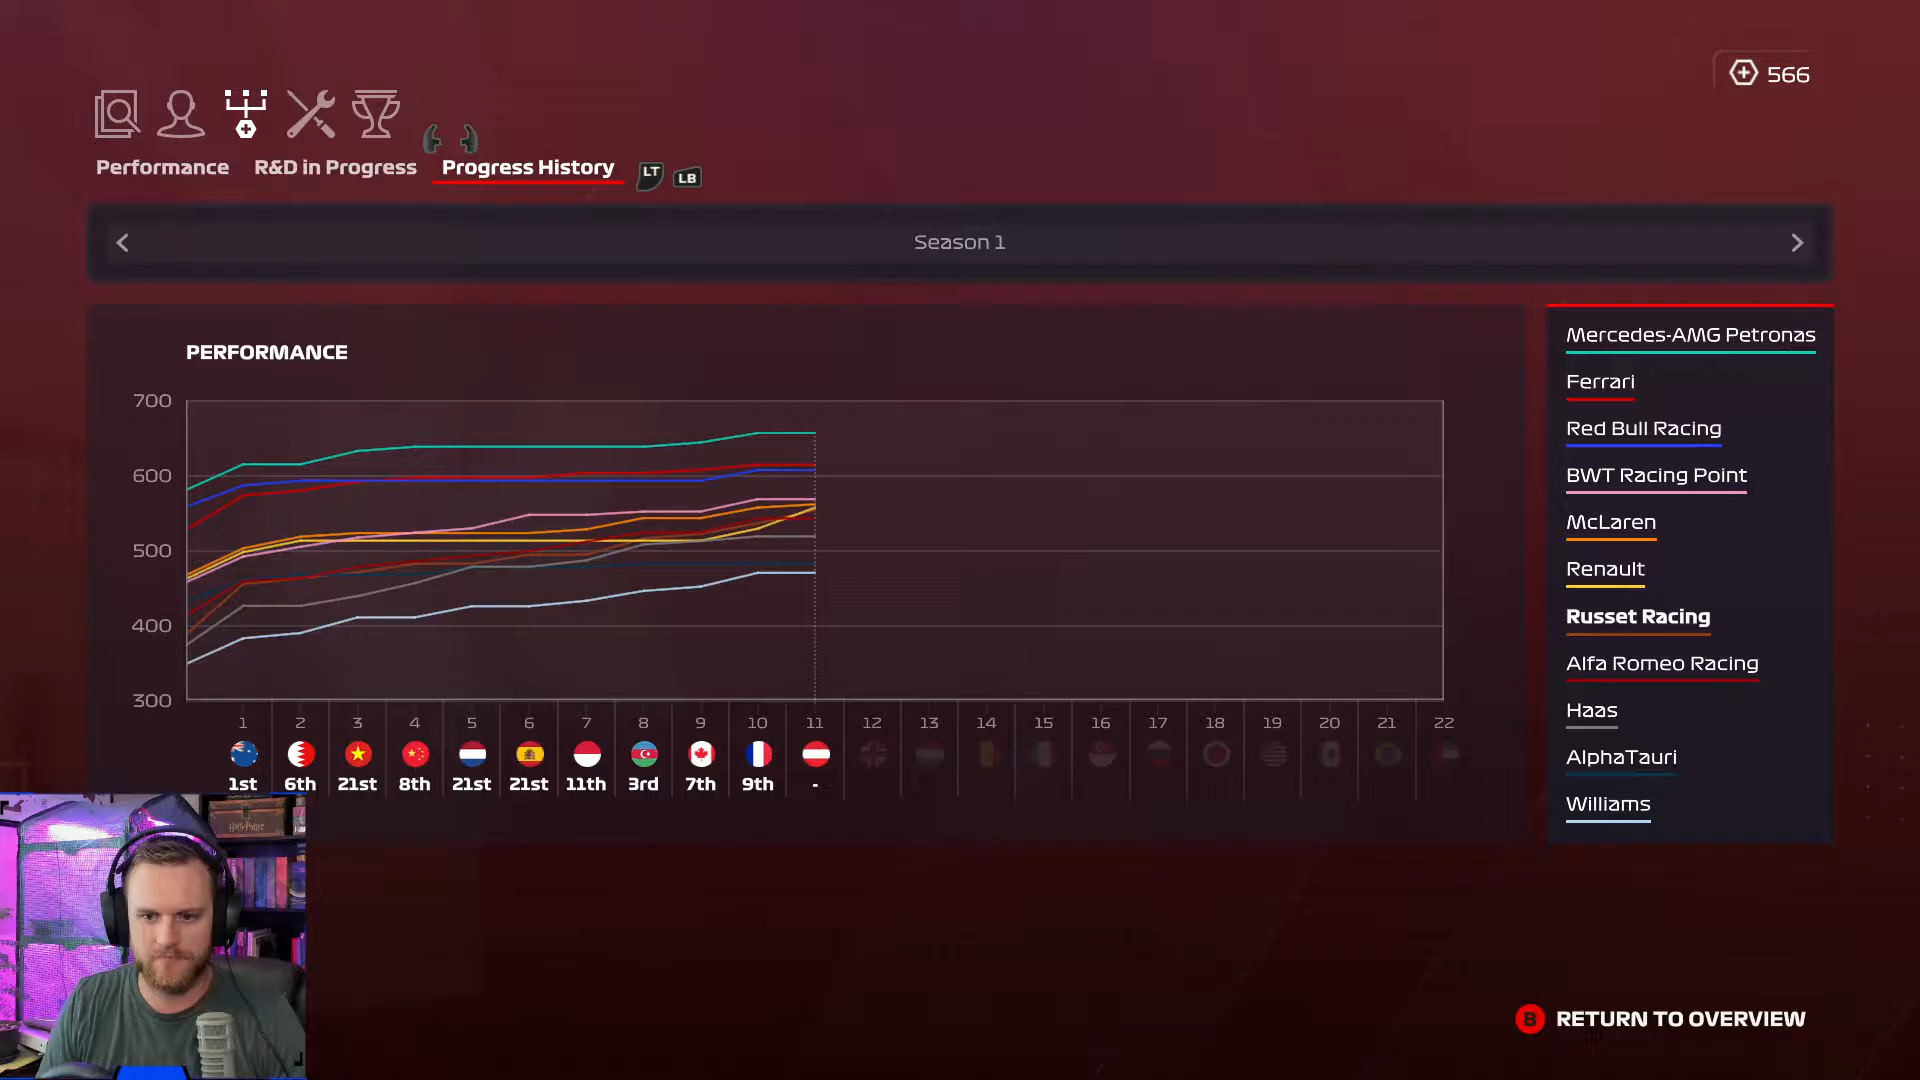 566
Performance R&D in Progress Progress History LT LB
Season 1
PERFORMANCE
700
600
500
400
300
1 2 3 4 5 6 7 8 9 10 11 12 13 14 15 16 17 18 19 20 21 22
1st 6th 21st 8th 21st 21st 11th 3rd 7th 9th -
Mercedes-AMG Petronas
Ferrari
Red Bull Racing
BWT Racing Point
McLaren
Renault
Russet Racing
Alfa Romeo Racing
Haas
AlphaTauri
Williams
Harry Potter
B RETURN TO OVERVIEW